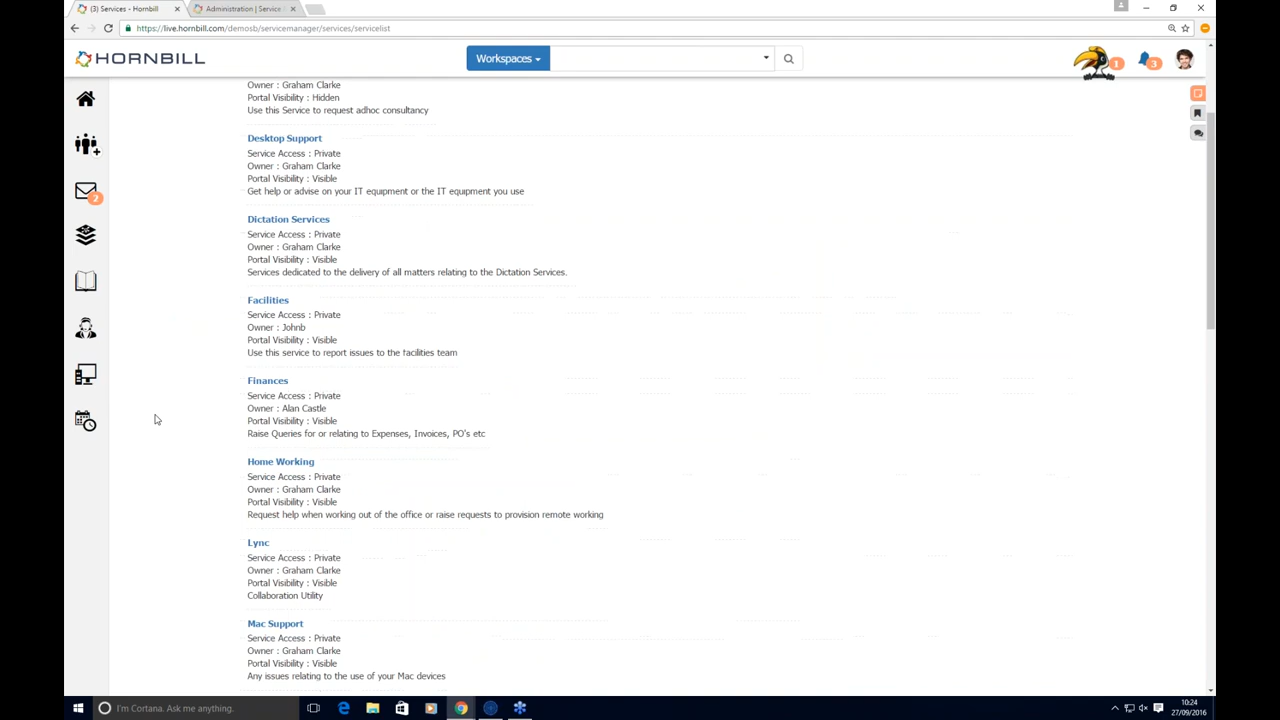 (3) Services - Hornbill
Administration | Service
https://live.hornbill.com/demosb/servicemanager/services/servicelist
HORNBILL
Workspaces
1
3
2
Owner : Graham Clarke
Portal Visibility : Hidden
Use this Service to request adhoc consultancy
Desktop Support
Service Access : Private
Owner : Graham Clarke
Portal Visibility : Visible
Get help or advise on your IT equipment or the IT equipment you use
Dictation Services
Service Access : Private
Owner : Graham Clarke
Portal Visibility : Visible
Services dedicated to the delivery of all matters relating to the Dictation Services.
Facilities
Service Access : Private
Owner : Johnb
Portal Visibility : Visible
Use this service to report issues to the facilities team
Finances
Service Access : Private
Owner : Alan Castle
Portal Visibility : Visible
Raise Queries for or relating to Expenses, Invoices, PO's etc
Home Working
Service Access : Private
Owner : Graham Clarke
Portal Visibility : Visible
Request help when working out of the office or raise requests to provision remote working
Lync
Service Access : Private
Owner : Graham Clarke
Portal Visibility : Visible
Collaboration Utility
Mac Support
Service Access : Private
Owner : Graham Clarke
Portal Visibility : Visible
Any issues relating to the use of your Mac devices
I'm Cortana. Ask me anything.
10:24
27/09/2016